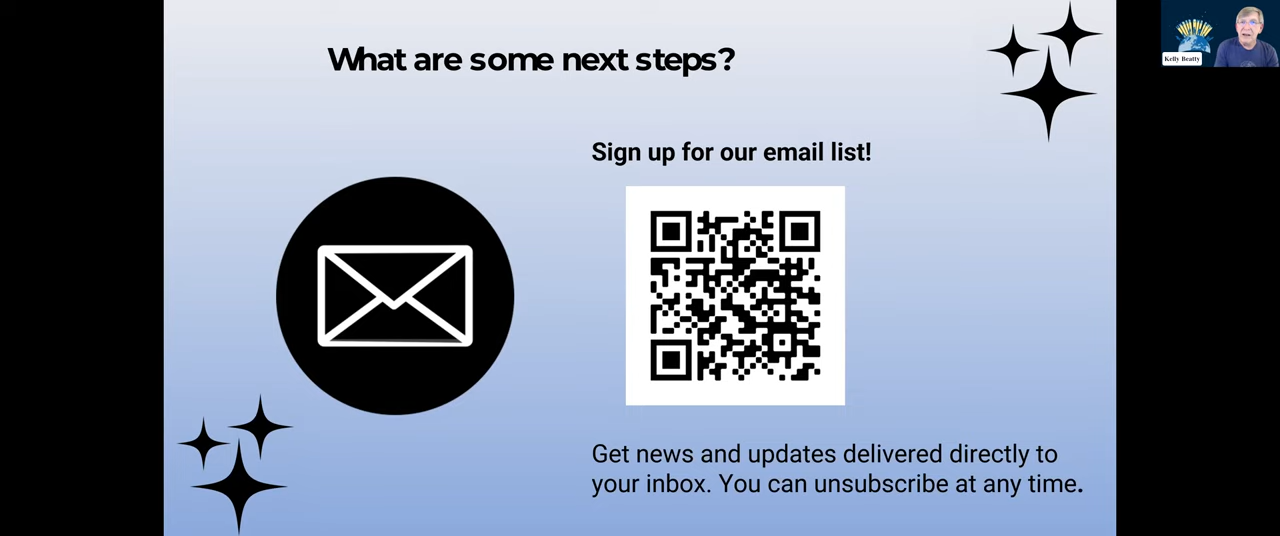 What are some next steps?
Kelly Beatty
Sign up for our email list!
Get news and updates delivered directly to
your inbox. You can unsubscribe at any time.